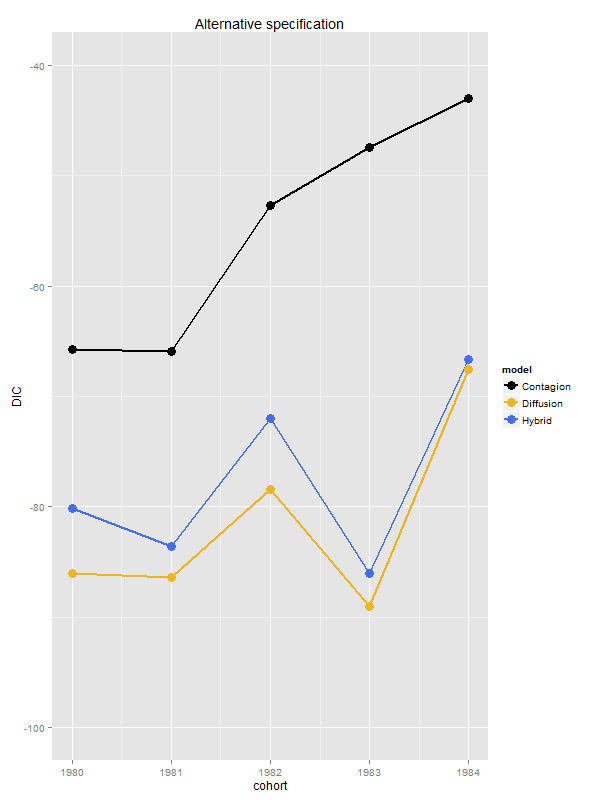 Alternative specification
DIC
-40
-60
-80
-100
1980 1981 1982 1983 1984
cohort
model
Contagion
Diffusion
Hybrid